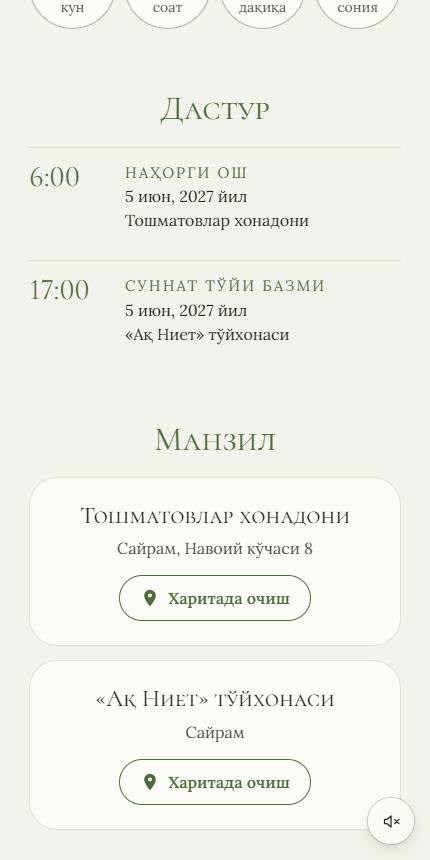 кун
соат
дақиқа
сония
Дастур
6:00
НАҲОРГИ ОШ
5 июн, 2027 йил
Тошматовлар хонадони
17:00
СУННАТ ТЎЙИ БАЗМИ
5 июн, 2027 йил
«Ақ Ниет» тўйхонаси
Манзил
Тошматовлар хонадони
Сайрам, Навоий кўчаси 8
Харитада очиш
«Ақ Ниет» тўйхонаси
Сайрам
Харитада очиш